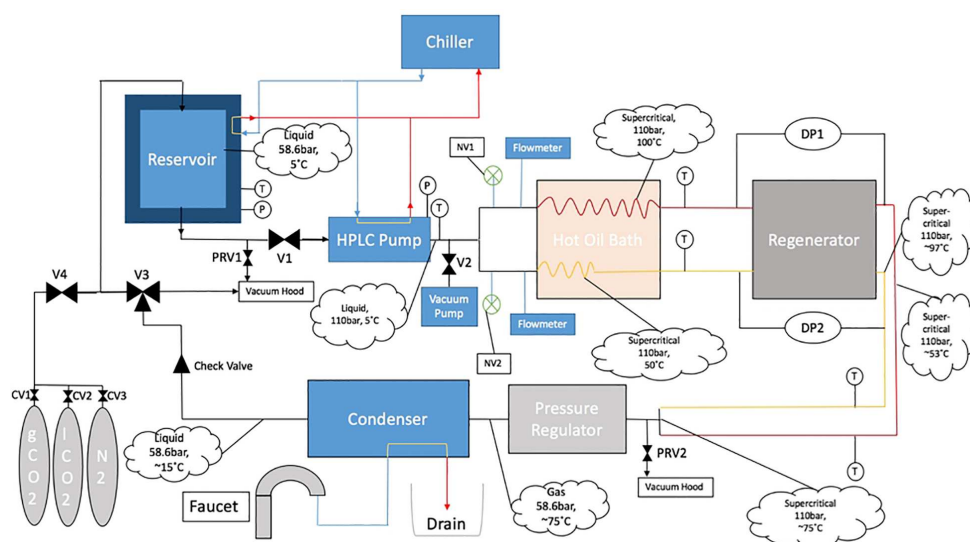 Chiller
Reservoir
Liquid
58.6bar,
5˚C
T
P
NV1
Flowmeter
Supercritical,
110bar,
100˚C
DP1
T
P
T
HPLC Pump
V1
PRV1
Vacuum Hood
V2
Vacuum
Pump
Hot Oil Bath
T
Regenerator
Super-
critical
110bar,
~97˚C
V4
V3
Liquid,
110bar, 5˚C
NV2
Flowmeter
Supercritical
110bar,
50˚C
DP2
Super-
critical
110bar,
~53˚C
Check Valve
CV1
CV2
CV3
gCO2
lCO2
N2
Liquid
58.6bar,
~15˚C
Condenser
Pressure
Regulator
T
T
PRV2
Vacuum Hood
Faucet
Drain
Gas
58.6bar,
~75˚C
Supercritical
110bar,
~75˚C